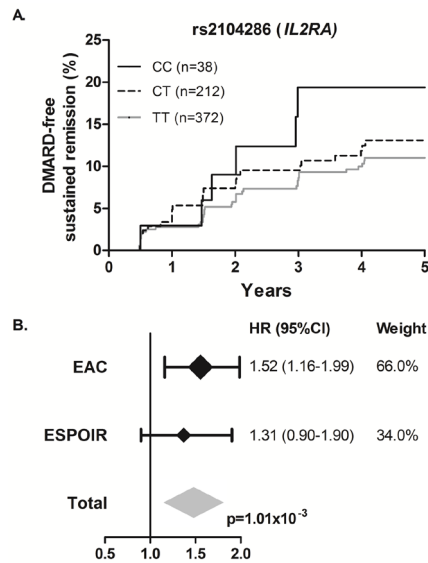 A.
rs2104286 (IL2RA)
DMARD-free
sustained remission (%)
25
20
15
10
5
0
CC (n=38)
CT (n=212)
TT (n=372)
0 1 2 3 4 5
Years
B.
HR (95%CI) Weight
EAC 1.52 (1.16-1.99) 66.0%
ESPOIR 1.31 (0.90-1.90) 34.0%
Total
p=1.01x10-3
0.5 1.0 1.5 2.0